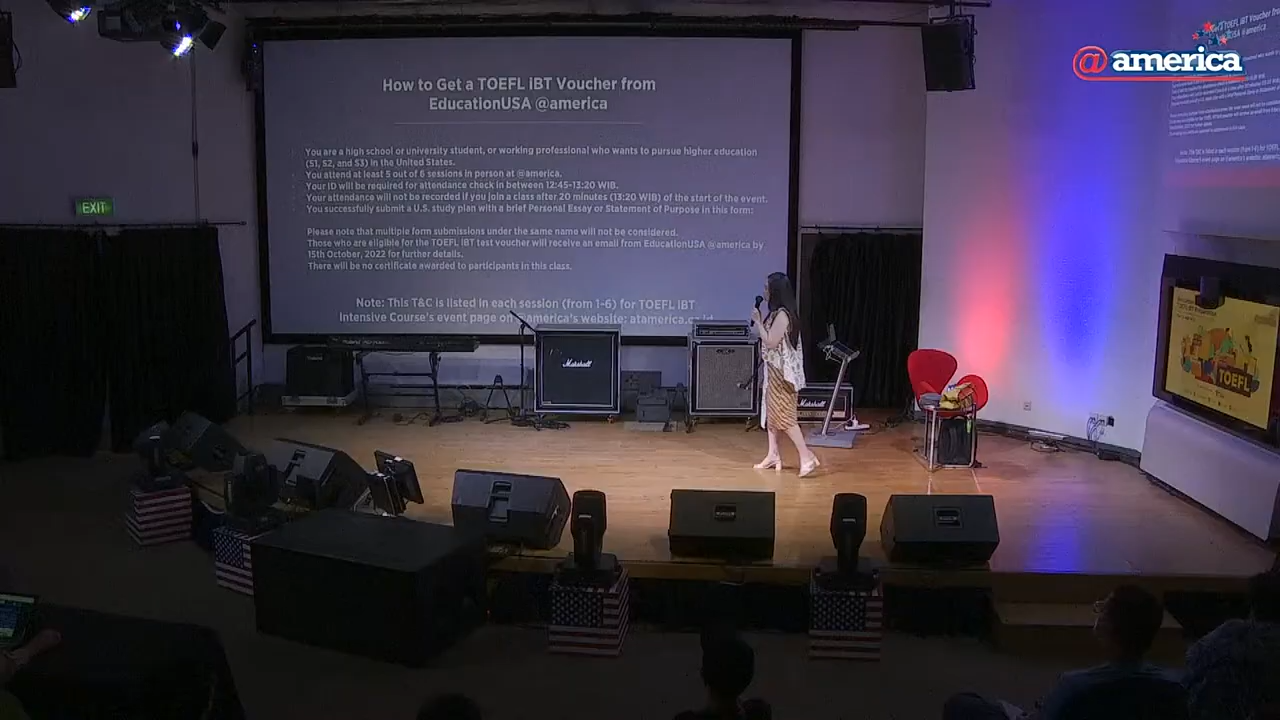 How to Get a TOEFL iBT Voucher from
EducationUSA @america
You are a high school or university student, or working professional who wants to pursue higher education
(S1, S2, and S3) in the United States.
You attend at least 5 out of 6 sessions in person at @america.
Your ID will be required for attendance check in between 12:45-13:20 WIB.
Your attendance will not be recorded if you join a class after 20 minutes (13:20 WIB) of the start of the event.
You successfully submit a U.S. study plan with a brief Personal Essay or Statement of Purpose in this form:
Please note that multiple form submissions under the same name will not be considered.
Those who are eligible for the TOEFL iBT test voucher will receive an email from EducationUSA @america by
15th October, 2022 for further details.
There will be no certificate awarded to participants in this class.
Note: This T&C is listed in each session (from 1-6) for TOEFL iBT
Intensive Course's event page on @america's website: atamerica.
@america
EXIT
Marshall
Marshall
TOEFL